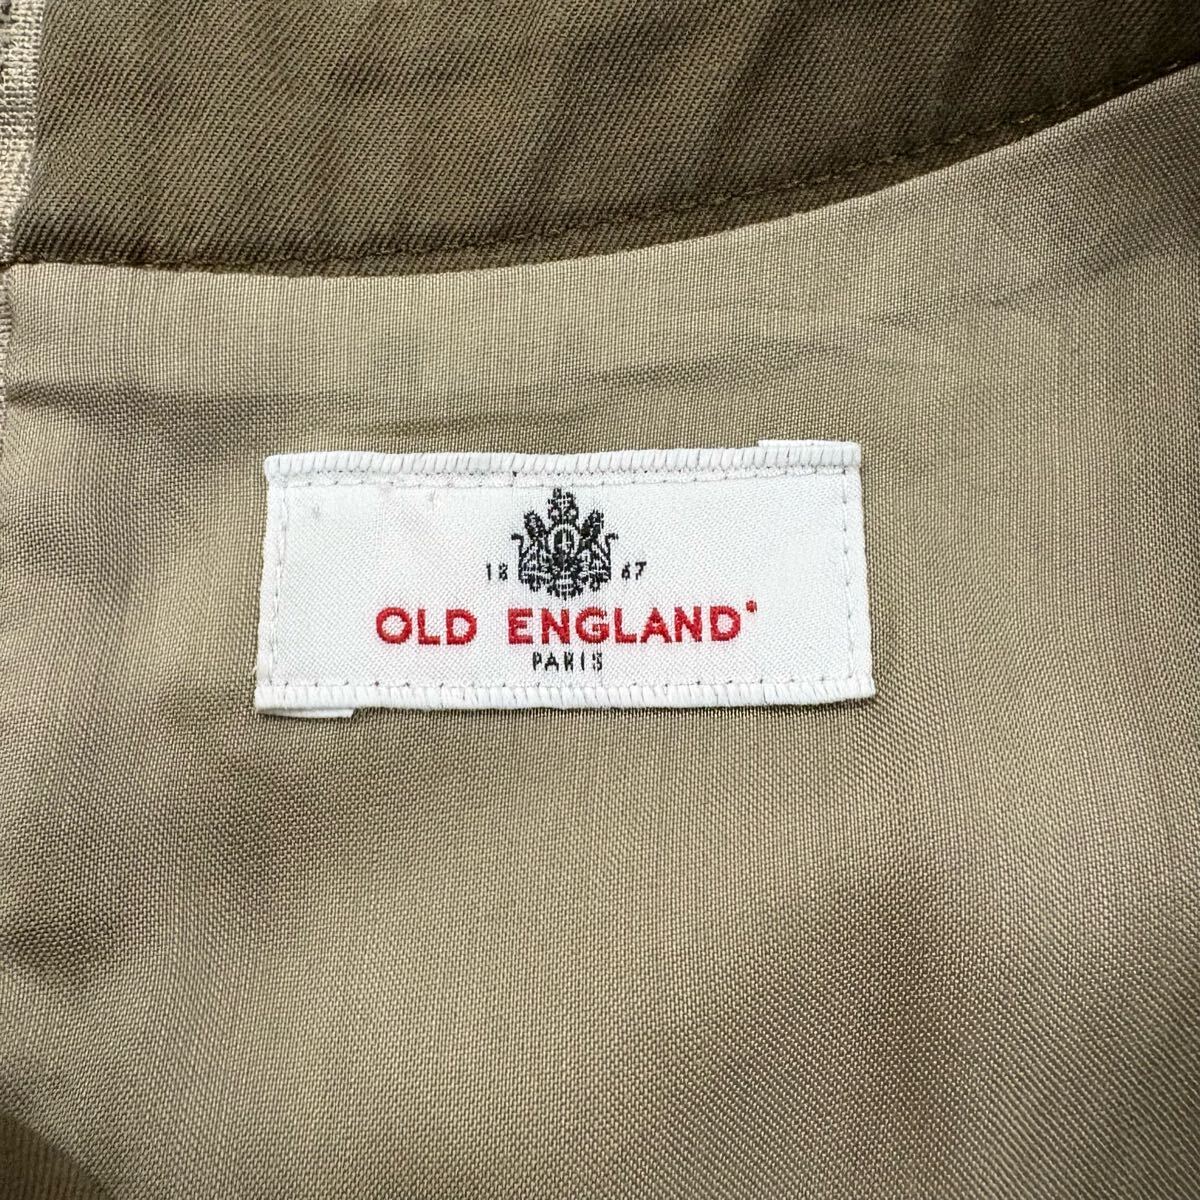 18 67
OLD ENGLAND
PARIS